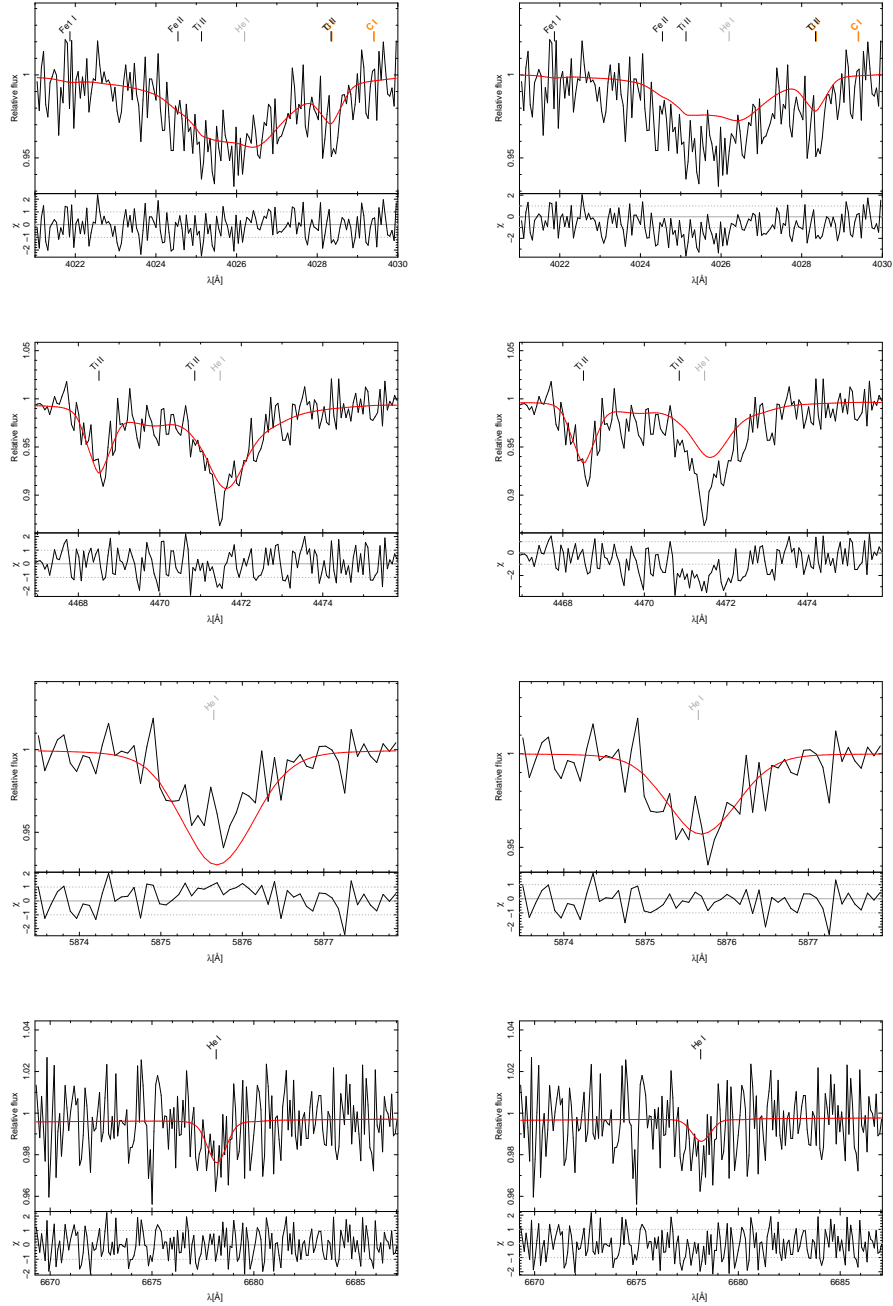 Fe1 I Fe II Ti II He I Ti II C I
Relative flux
1
0.95
χ
2
1
0
−1
−2
4022 4024 4026 4028 4030
λ[Å]
Fe1 I Fe II Ti II He I Ti II C I
Relative flux
1
0.95
χ
2
0
−2
4022 4024 4026 4028 4030
λ[Å]
Ti II Ti II He I
Relative flux
1.05
1
0.95
0.9
χ
2
1
0
−1
−2
4468 4470 4472 4474
λ[Å]
Ti II Ti II He I
Relative flux
1.05
1
0.95
0.9
χ
0
−2
4468 4470 4472 4474
λ[Å]
He I
Relative flux
1
0.95
χ
2
1
0
−1
−2
5874 5875 5876 5877
λ[Å]
He I
Relative flux
1
0.95
χ
1
0
−1
−2
5874 5875 5876 5877
λ[Å]
He I
Relative flux
1.04
1.02
1
0.98
0.96
χ
2
1
0
−1
−2
6670 6675 6680 6685
λ[Å]
He I
Relative flux
1.04
1.02
1
0.98
0.96
χ
2
1
0
−1
−2
6670 6675 6680 6685
λ[Å]